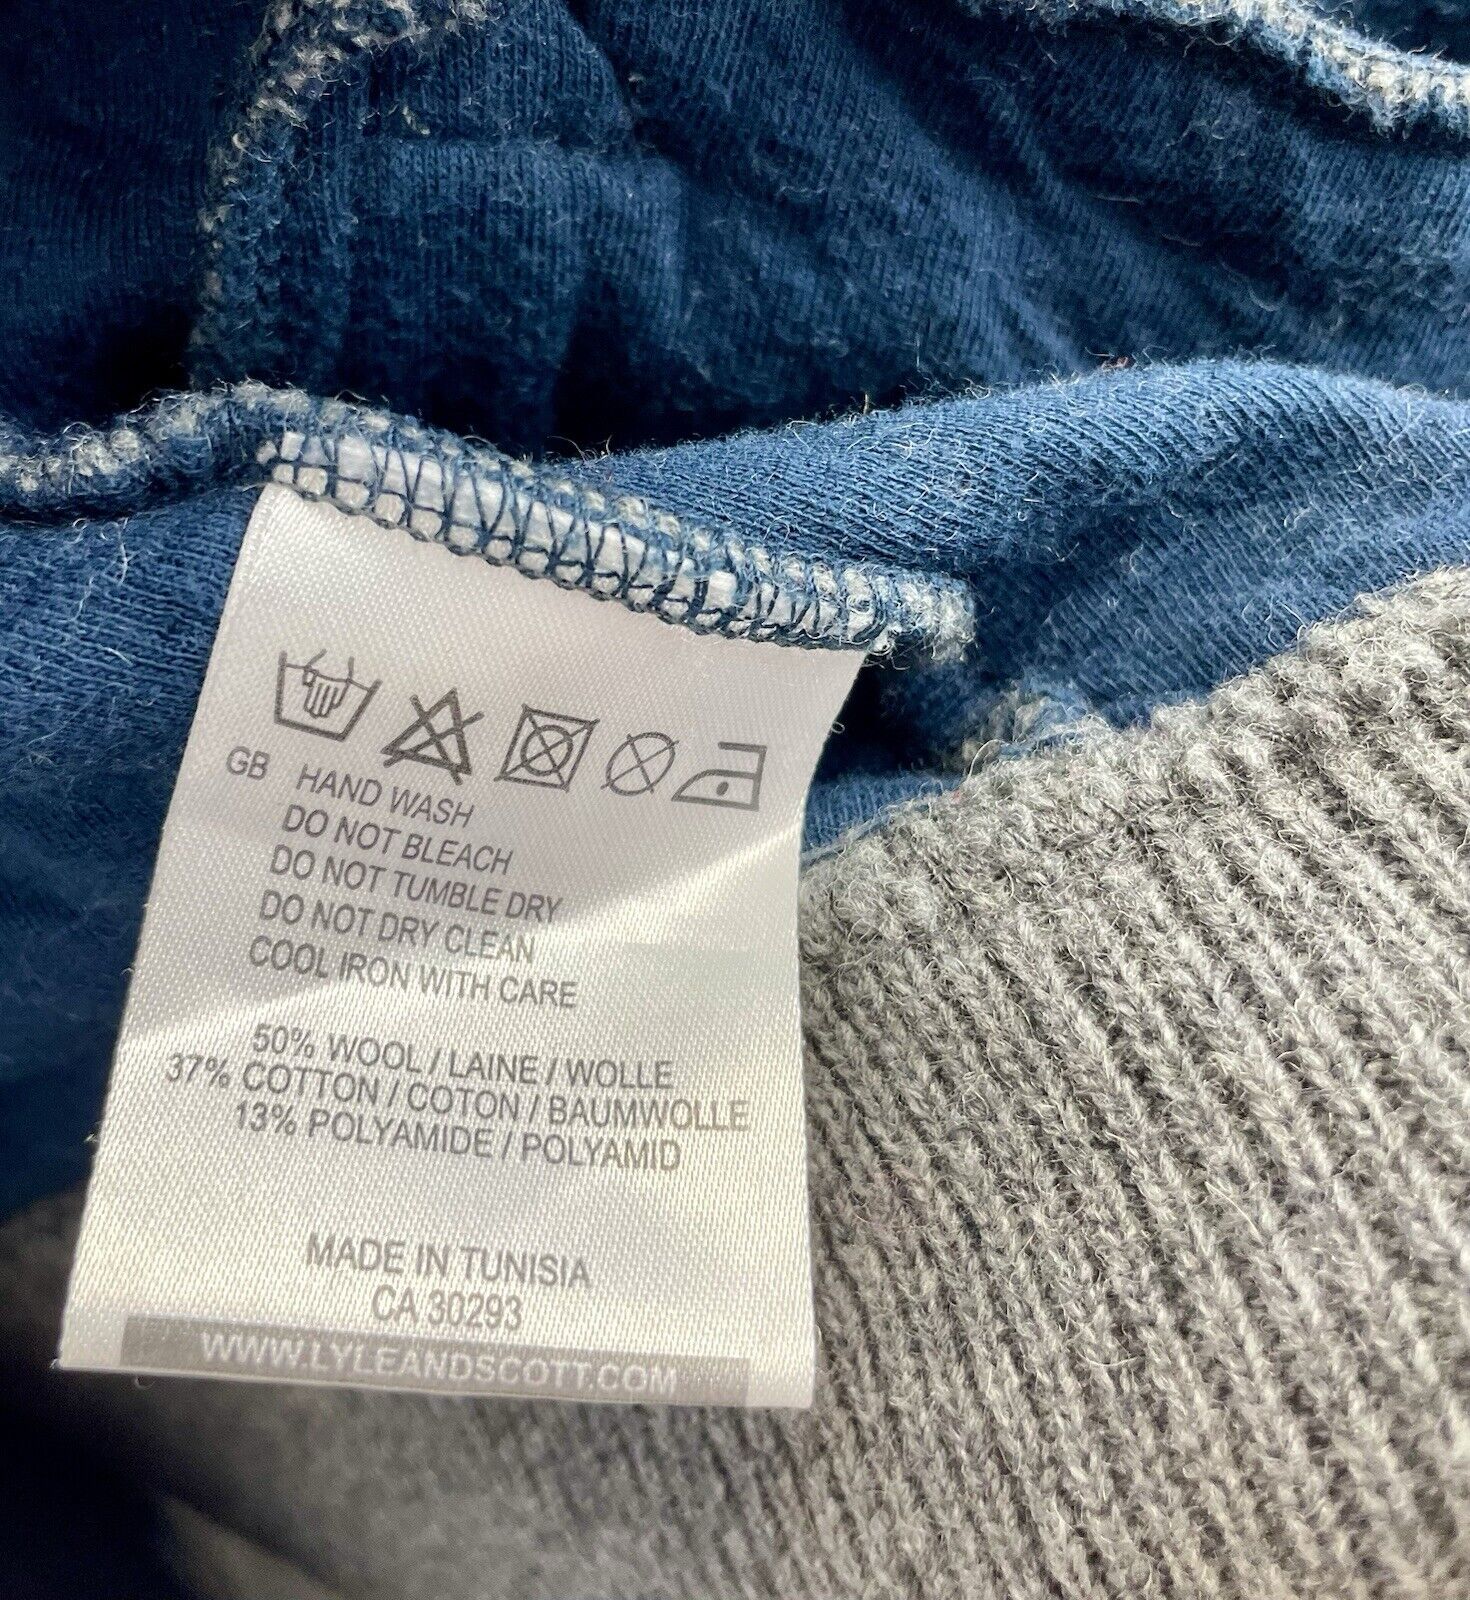 GB HAND WASH
DO NOT BLEACH
DO NOT TUMBLE DRY
DO NOT DRY CLEAN
COOL IRON WITH CARE
50% WOOL / LAINE / WOLLE
37% COTTON / COTON / BAUMWOLLE
13% POLYAMIDE / POLYAMID
MADE IN TUNISIA
CA 30293
WWW.LYLEANDSCOTT.COM